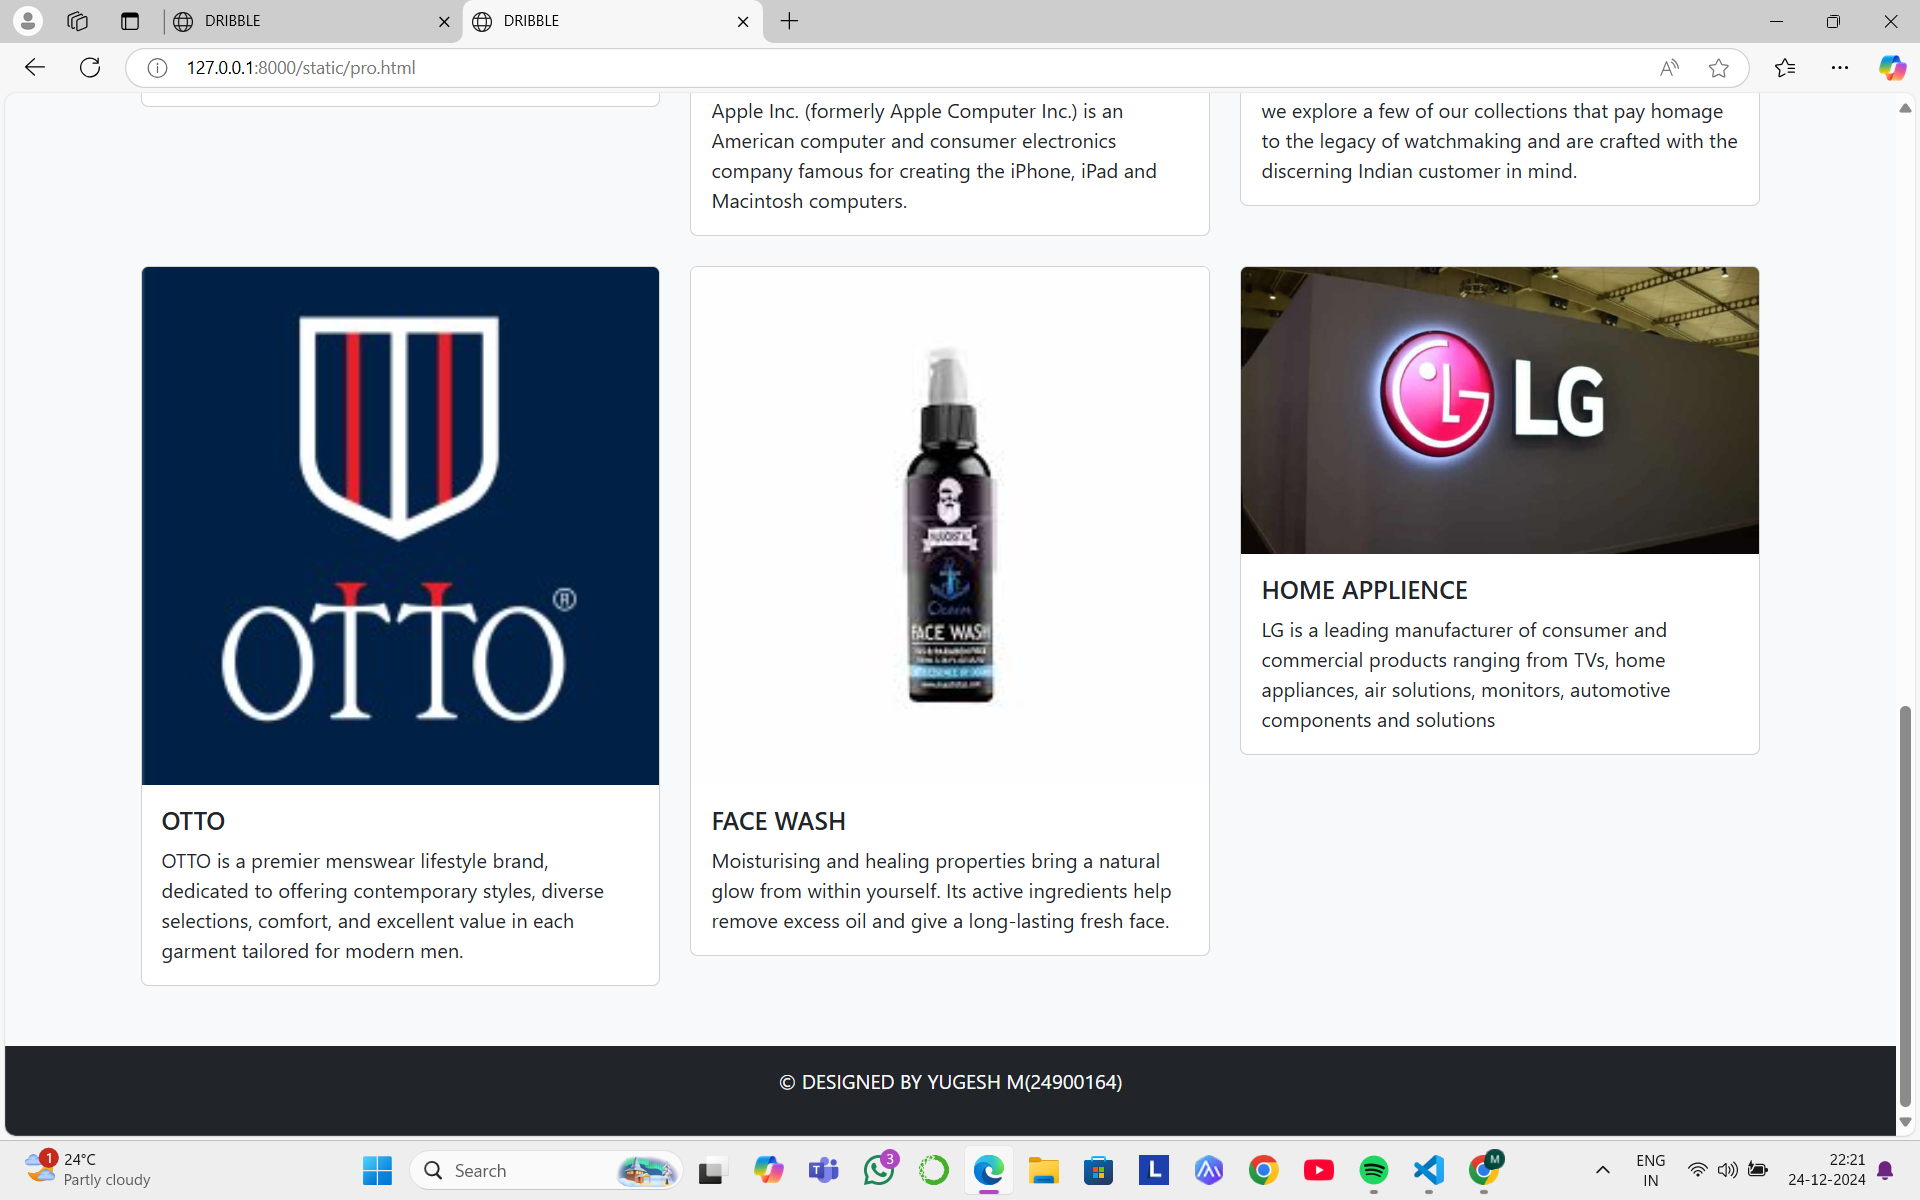 DRIBBLE
DRIBBLE
127.0.0.1:8000/static/pro.html
Apple Inc. (formerly Apple Computer Inc.) is an
American computer and consumer electronics
company famous for creating the iPhone, iPad and
Macintosh computers.
we explore a few of our collections that pay homage
to the legacy of watchmaking and are crafted with the
discerning Indian customer in mind.
OTTO®
OTTO
OTTO is a premier menswear lifestyle brand,
dedicated to offering contemporary styles, diverse
selections, comfort, and excellent value in each
garment tailored for modern men.
Ocean
FACE WASH
FACE WASH
Moisturising and healing properties bring a natural
glow from within yourself. Its active ingredients help
remove excess oil and give a long-lasting fresh face.
LG
HOME APPLIENCE
LG is a leading manufacturer of consumer and
commercial products ranging from TVs, home
appliances, air solutions, monitors, automotive
components and solutions
© DESIGNED BY YUGESH M(24900164)
1
24°C
Partly cloudy
Search
3
L
M
ENG
IN
22:21
24-12-2024